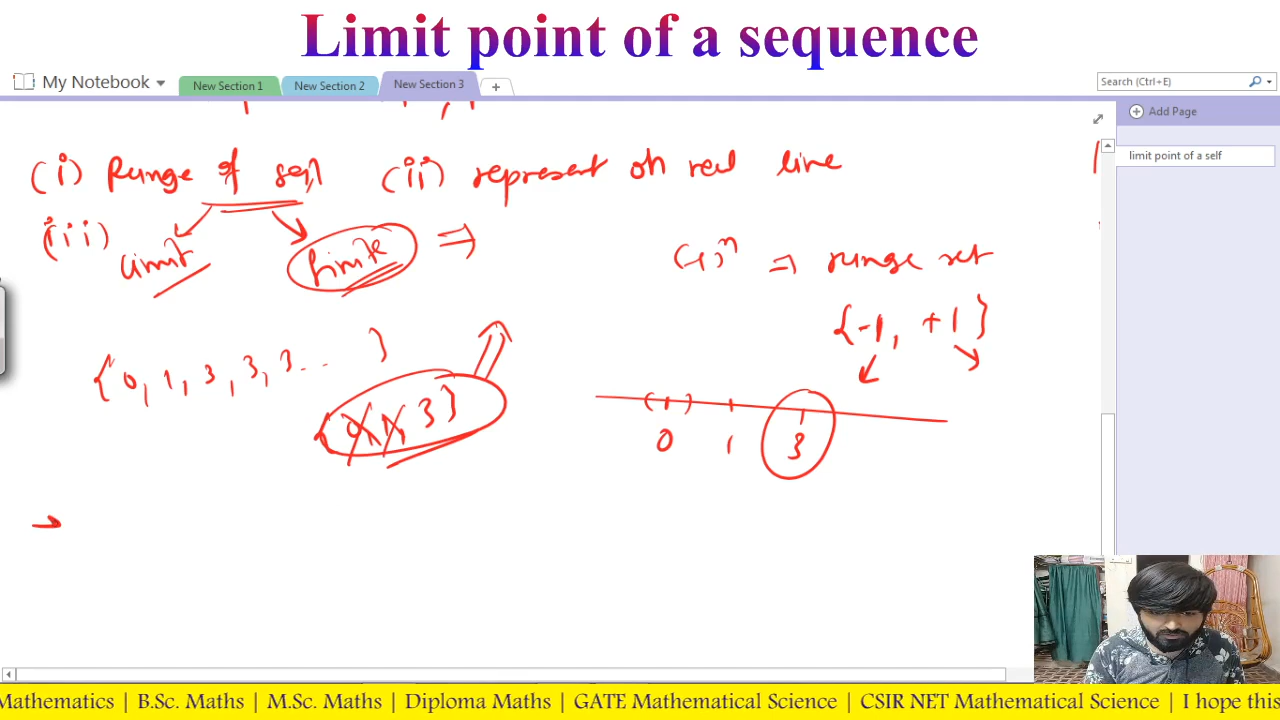 Limit point of a sequence
My Notebook
New Section 1
New Section 2
New Section 3
+
Search (Ctrl+E)
Add Page
limit point of a self
(i) Range of seqn (ii) represent on real line
(iii) limit finite ⇒
(-1)^n ⇒ range set
{-1, +1}
{0, 1, 3, 3, 3... }
{0, 1, 3}
0 1 3
Mathematics | B.Sc. Maths | M.Sc. Maths | Diploma Maths | GATE Mathematical Science | CSIR NET Mathematical Science | I hope this